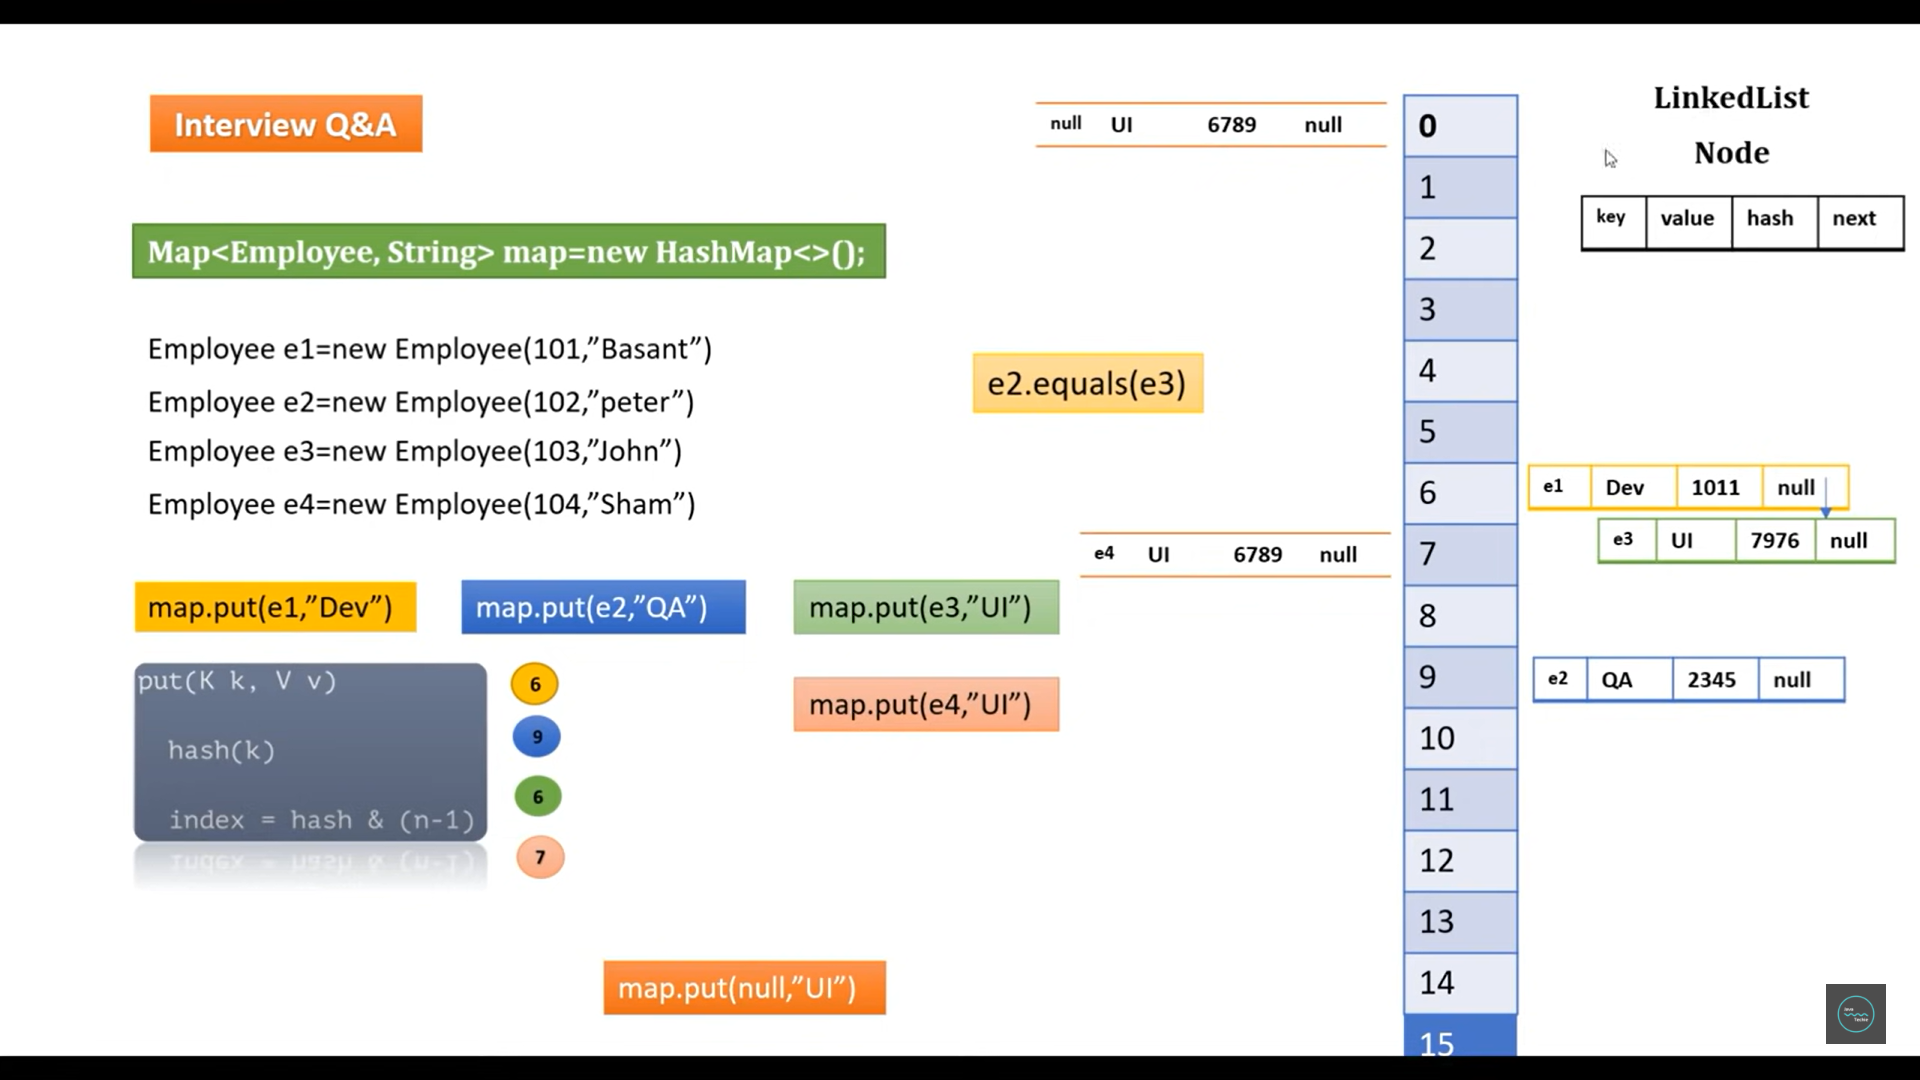 Interview Q&A
Map<Employee, String> map=new HashMap<>();
Employee e1=new Employee(101,”Basant”)
Employee e2=new Employee(102,”peter”)
Employee e3=new Employee(103,”John”)
Employee e4=new Employee(104,”Sham”)
map.put(e1,”Dev”)
map.put(e2,”QA”)
map.put(e3,”UI”)
map.put(e4,”UI”)
put(K k, V v)
hash(k)
index = hash & (n-1)
6
9
6
7
map.put(null,”UI”)
e2.equals(e3)
null UI 6789 null
e4 UI 6789 null
0
1
2
3
4
5
6
7
8
9
10
11
12
13
14
15
LinkedList
Node
key value hash next
e1 Dev 1011 null
e3 UI 7976 null
e2 QA 2345 null
Java
Techie